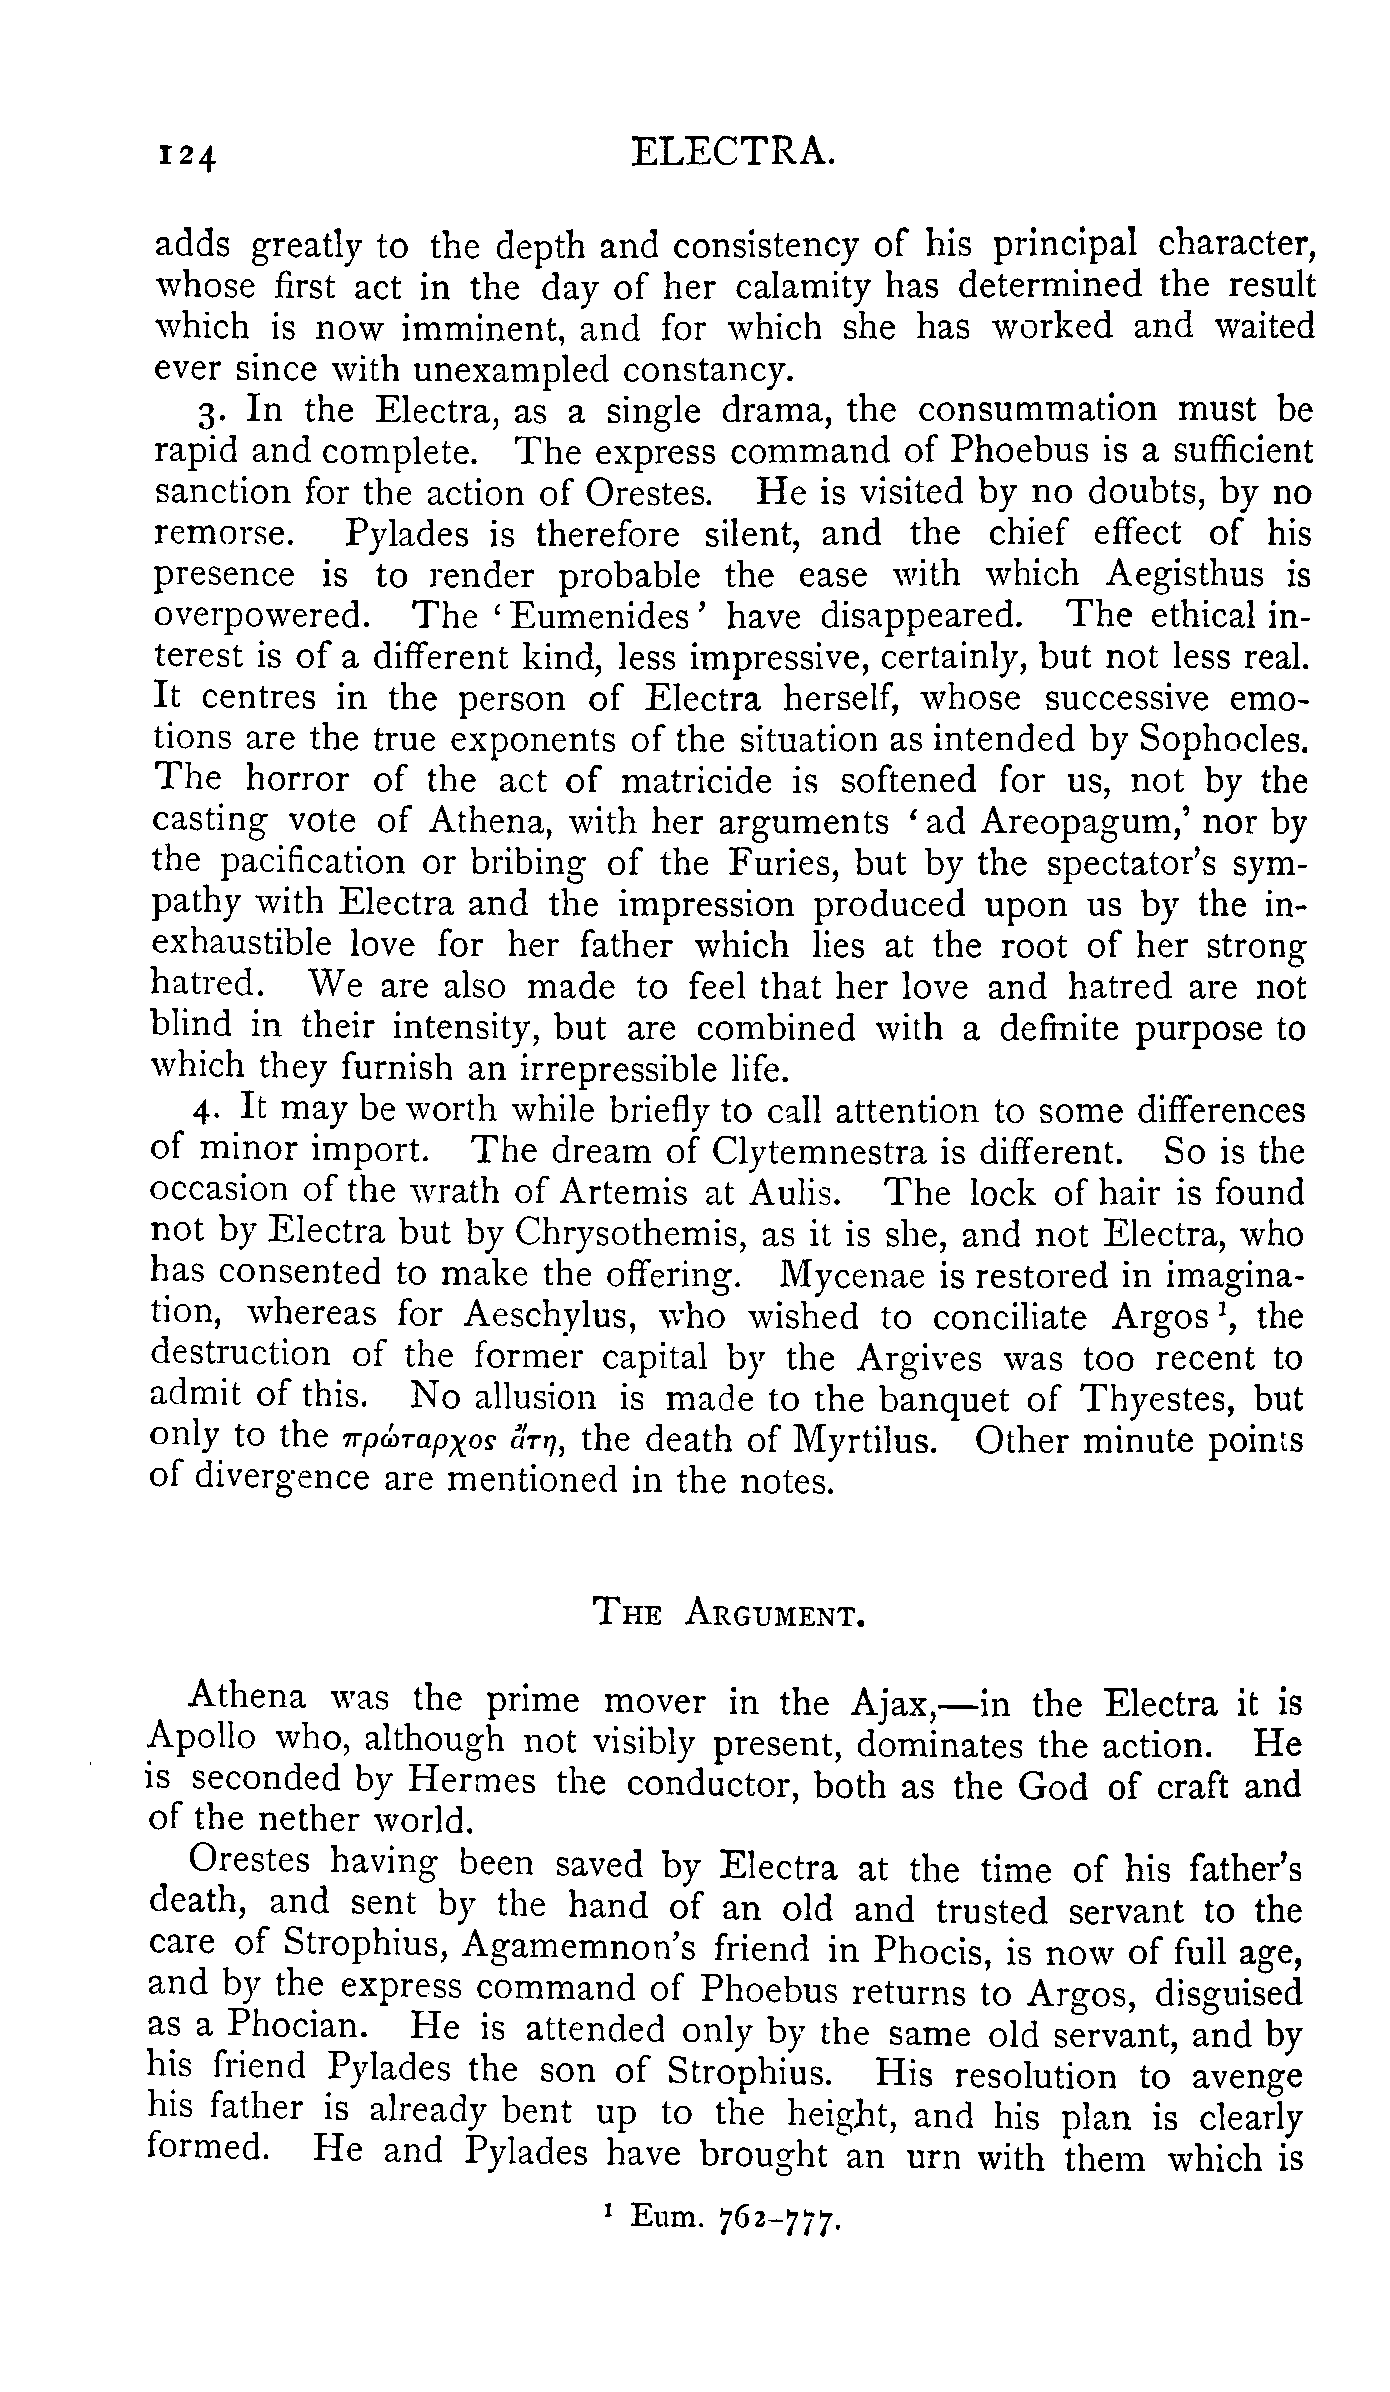 124 ELECTRA.
adds greatly to the depth and consistency of his principal character,
whose first act in the day of her calamity has determined the result
which is now imminent, and for which she has worked and waited
ever since with unexampled constancy.
3. In the Electra, as a single drama, the consummation must be
rapid and complete. The express command of Phoebus is a sufficient
sanction for the action of Orestes. He is visited by no doubts, by no
remorse. Pylades is therefore silent, and the chief effect of his
presence is to render probable the ease with which Aegisthus is
overpowered. The ‘Eumenides’ have disappeared. The ethical in-
terest is of a different kind, less impressive, certainly, but not less real.
It centres in the person of Electra herself, whose successive emo-
tions are the true exponents of the situation as intended by Sophocles.
The horror of the act of matricide is softened for us, not by the
casting vote of Athena, with her arguments ‘ad Areopagum,’ nor by
the pacification or bribing of the Furies, but by the spectator’s sym-
pathy with Electra and the impression produced upon us by the in-
exhaustible love for her father which lies at the root of her strong
hatred. We are also made to feel that her love and hatred are not
blind in their intensity, but are combined with a definite purpose to
which they furnish an irrepressible life.
4. It may be worth while briefly to call attention to some differences
of minor import. The dream of Clytemnestra is different. So is the
occasion of the wrath of Artemis at Aulis. The lock of hair is found
not by Electra but by Chrysothemis, as it is she, and not Electra, who
has consented to make the offering. Mycenae is restored in imagina-
tion, whereas for Aeschylus, who wished to conciliate Argos¹, the
destruction of the former capital by the Argives was too recent to
admit of this. No allusion is made to the banquet of Thyestes, but
only to the πρώταρχος ἄτη, the death of Myrtilus. Other minute points
of divergence are mentioned in the notes.
THE ARGUMENT.
Athena was the prime mover in the Ajax,—in the Electra it is
Apollo who, although not visibly present, dominates the action. He
is seconded by Hermes the conductor, both as the God of craft and
of the nether world.
Orestes having been saved by Electra at the time of his father’s
death, and sent by the hand of an old and trusted servant to the
care of Strophius, Agamemnon’s friend in Phocis, is now of full age,
and by the express command of Phoebus returns to Argos, disguised
as a Phocian. He is attended only by the same old servant, and by
his friend Pylades the son of Strophius. His resolution to avenge
his father is already bent up to the height, and his plan is clearly
formed. He and Pylades have brought an urn with them which is
¹ Eum. 762–777.